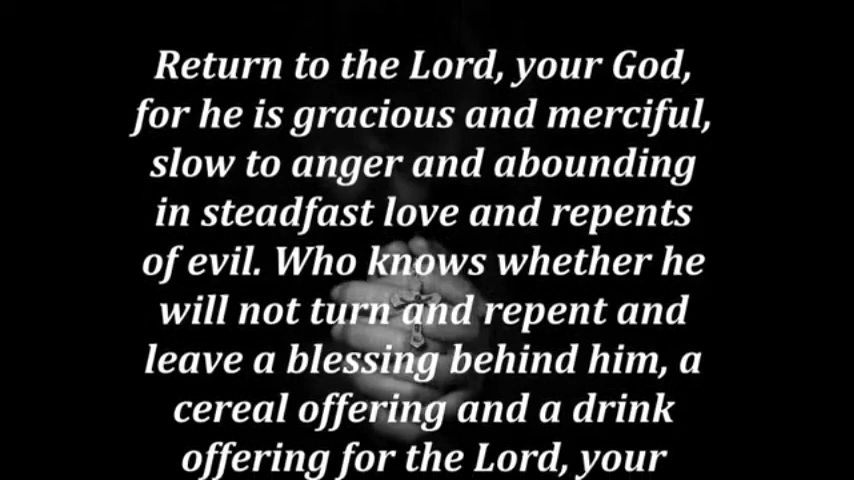 Return to the Lord, your God,
for he is gracious and merciful,
slow to anger and abounding
in steadfast love and repents
of evil. Who knows whether he
will not turn and repent and
leave a blessing behind him, a
cereal offering and a drink
offering for the Lord, your